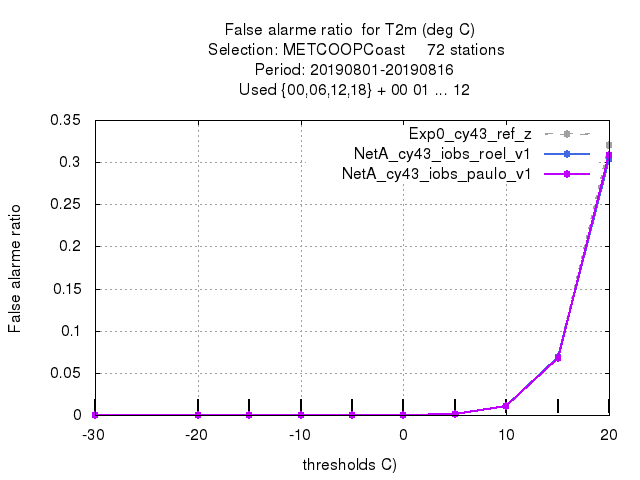 False alarme ratio  for T2m (deg C)
Selection: METCOOPCoast    72 stations
Period: 20190801-20190816
Used {00,06,12,18} + 00 01 ... 12
Exp0_cy43_ref_z
NetA_cy43_iobs_roel_v1
NetA_cy43_iobs_paulo_v1
False alarme ratio
0.35
0.3
0.25
0.2
0.15
0.1
0.05
0
-30 -20 -10 0 10 20
thresholds C)